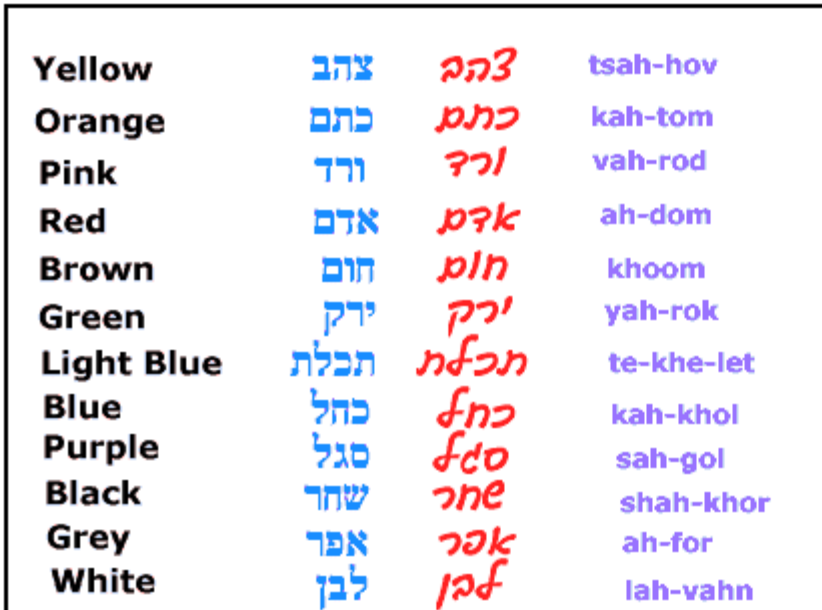 Yellow צהב צהב tsah-hov
Orange כתם כתם kah-tom
Pink ורד ורד vah-rod
Red אדם אדם ah-dom
Brown חום חום khoom
Green ירק ירק yah-rok
Light Blue תכלת תכלת te-khe-let
Blue כהל כחל kah-khol
Purple סגל סגל sah-gol
Black שחר שחר shah-khor
Grey אפר אפר ah-for
White לבן לבן lah-vahn